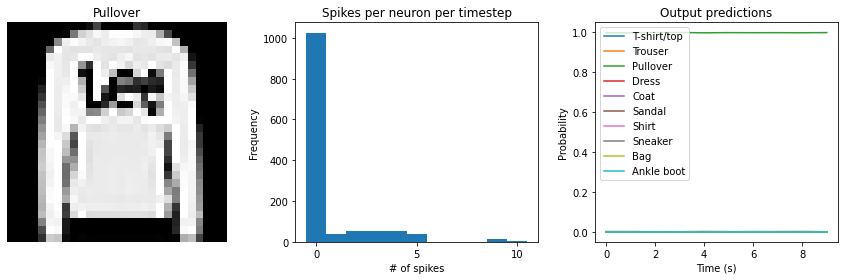 Pullover
Spikes per neuron per timestep
Output predictions
Frequency
1000
800
600
400
200
0
0
5
10
# of spikes
Probability
1.0
0.8
0.6
0.4
0.2
0.0
T-shirt/top
Trouser
Pullover
Dress
Coat
Sandal
Shirt
Sneaker
Bag
Ankle boot
0
2
4
6
8
Time (s)